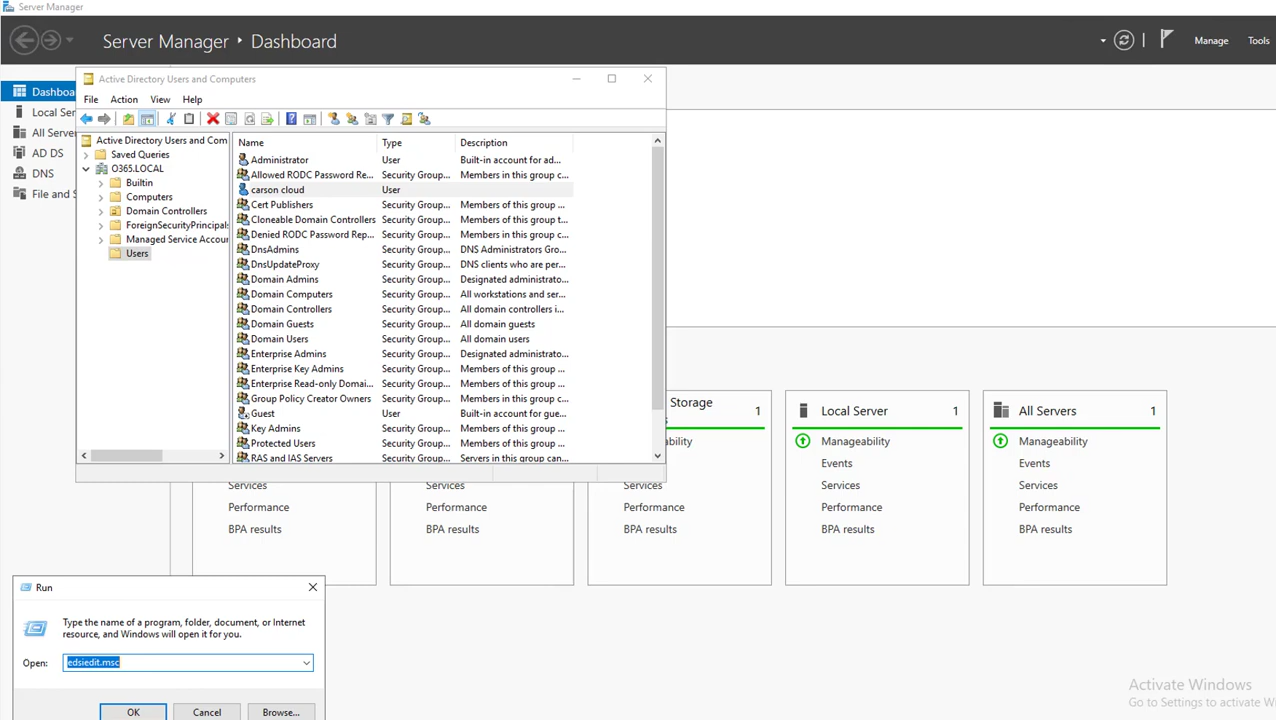 Server Manager
Server Manager • Dashboard
Manage
Tools
Dashboa
Local Ser
All Serve
AD DS
DNS
File and S
Active Directory Users and Computers
File Action View Help
Active Directory Users and Com
Saved Queries
O365.LOCAL
Builtin
Computers
Domain Controllers
ForeignSecurityPrincipals
Managed Service Accour
Users
Name Type Description
Administrator User Built-in account for ad...
Allowed RODC Password Re... Security Group... Members in this group c...
carson cloud User
Cert Publishers Security Group... Members of this group ...
Cloneable Domain Controllers Security Group... Members of this group t...
Denied RODC Password Rep... Security Group... Members in this group c...
DnsAdmins Security Group... DNS Administrators Gro...
DnsUpdateProxy Security Group... DNS clients who are per...
Domain Admins Security Group... Designated administrato...
Domain Computers Security Group... All workstations and ser...
Domain Controllers Security Group... All domain controllers i...
Domain Guests Security Group... All domain guests
Domain Users Security Group... All domain users
Enterprise Admins Security Group... Designated administrato...
Enterprise Key Admins Security Group... Members of this group ...
Enterprise Read-only Domai... Security Group... Members of this group ...
Group Policy Creator Owners Security Group... Members in this group c...
Guest User Built-in account for gue...
Key Admins Security Group... Members of this group ...
Protected Users Security Group... Members of this group ...
RAS and IAS Servers Security Group... Servers in this group can...
Services
Performance
BPA results
Services
Performance
BPA results
Storage 1
ability
Services
Performance
BPA results
Local Server 1
Manageability
Events
Services
Performance
BPA results
All Servers 1
Manageability
Events
Services
Performance
BPA results
Run
Type the name of a program, folder, document, or Internet
resource, and Windows will open it for you.
Open: edsiedit.msc
OK Cancel Browse...
Activate Windows
Go to Settings to activate W